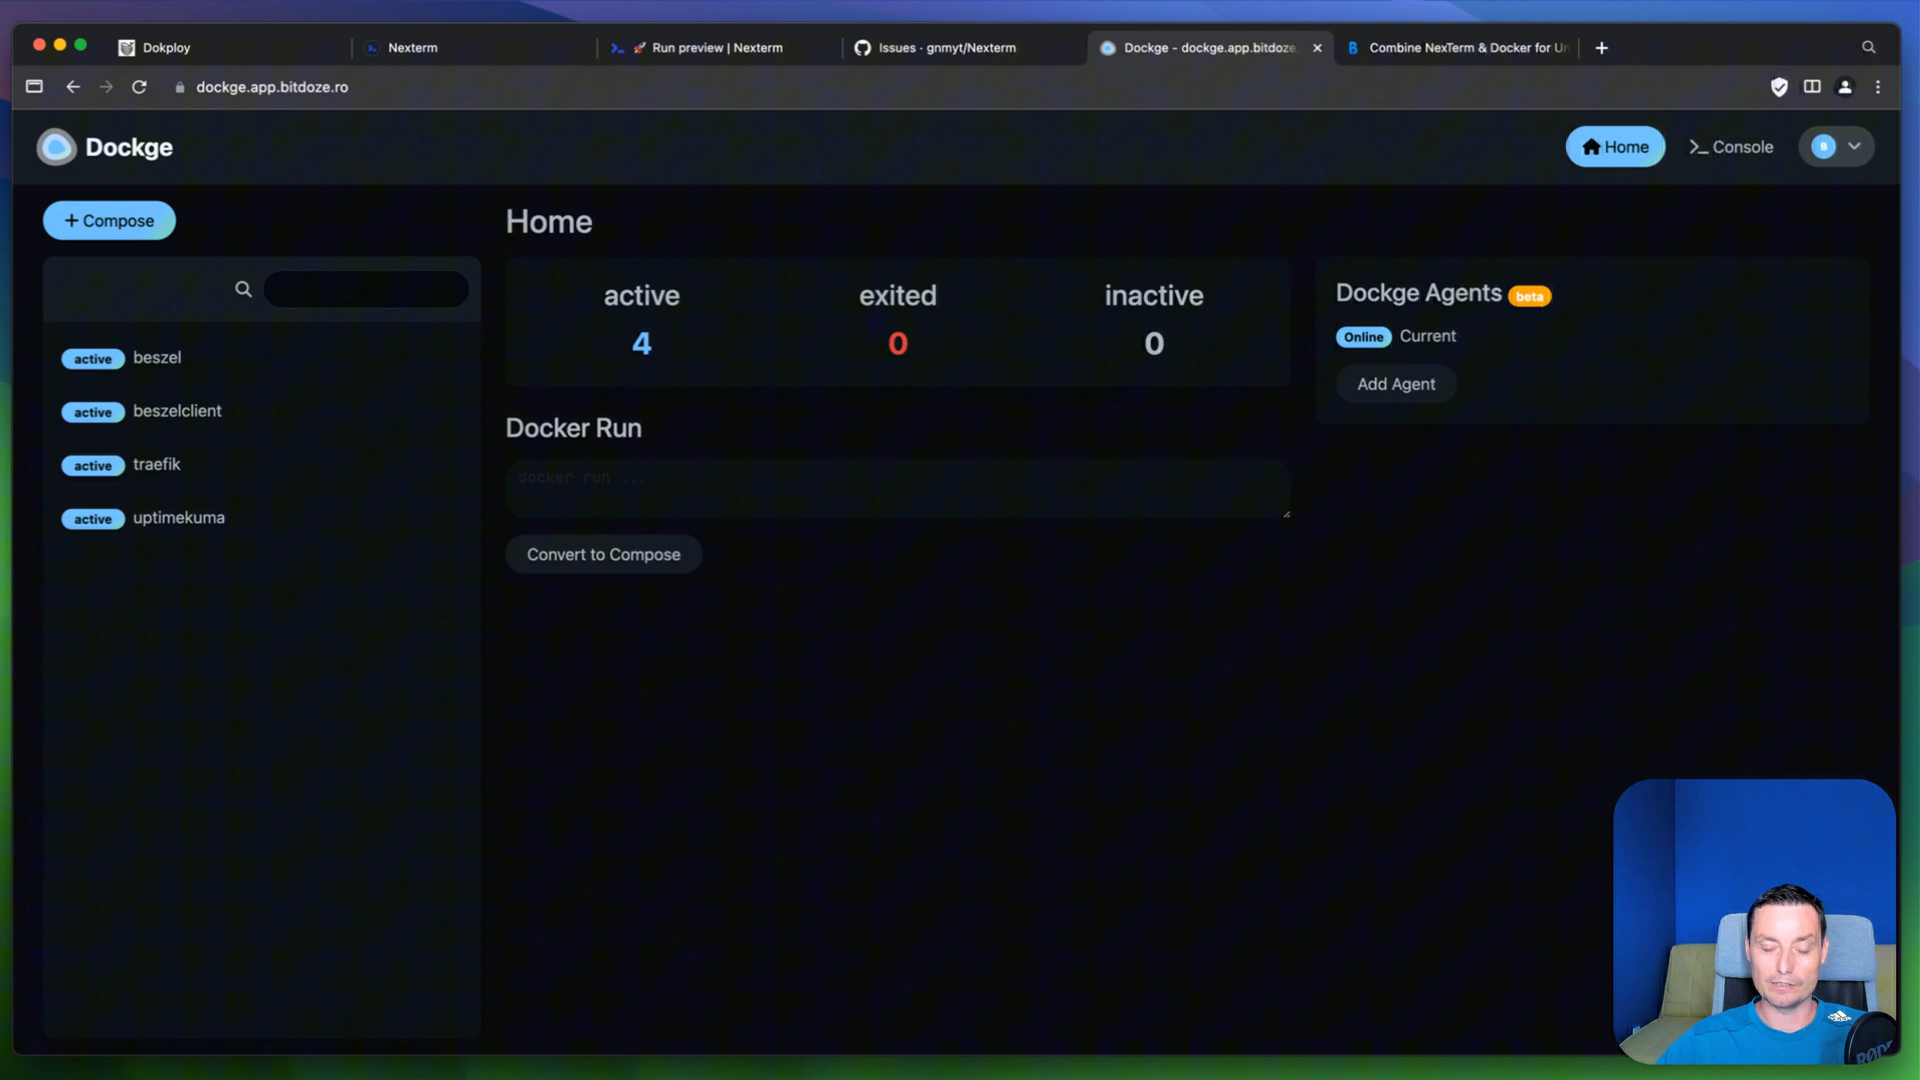 Dokploy
Nexterm
🚀 Run preview | Nexterm
Issues · gnmyt/Nexterm
Dockge - dockge.app.bitdoze.
Combine NexTerm & Docker for Un
dockge.app.bitdoze.ro
Dockge
Home
Console
B
+ Compose
Home
active
exited
inactive
4
0
0
Dockge Agents beta
Online Current
Add Agent
active beszel
active beszelclient
active traefik
active uptimekuma
Docker Run
docker run ...
Convert to Compose
RØDE